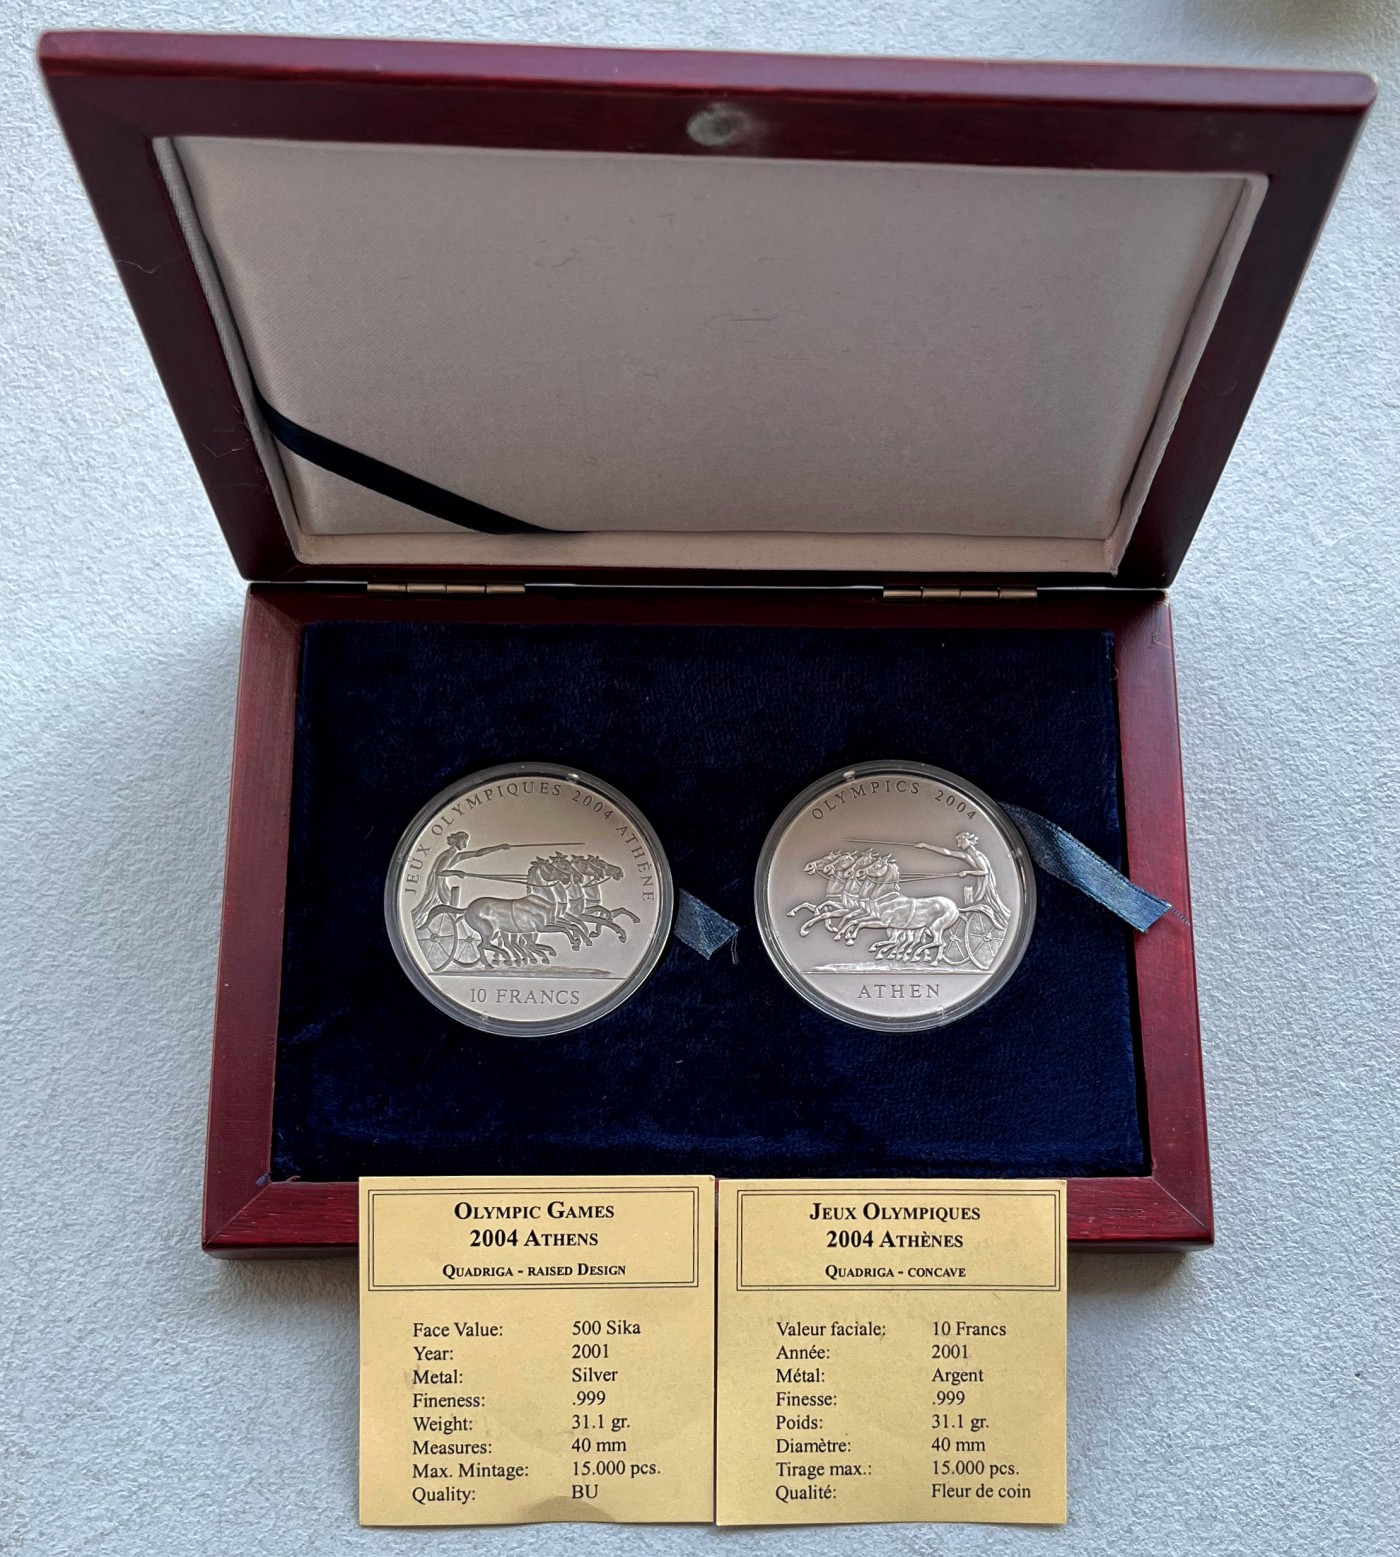 JEUX OLYMPIQUES 2004 ATHÈNE
10 FRANCS
OLYMPICS 2004
ATHEN
OLYMPIC GAMES
2004 ATHENS
QUADRIGA - RAISED DESIGN
Face Value: 500 Sika
Year: 2001
Metal: Silver
Fineness: .999
Weight: 31.1 gr.
Measures: 40 mm
Max. Mintage: 15.000 pcs.
Quality: BU
JEUX OLYMPIQUES
2004 ATHÈNES
QUADRIGA - CONCAVE
Valeur faciale: 10 Francs
Année: 2001
Métal: Argent
Finesse: .999
Poids: 31.1 gr.
Diamètre: 40 mm
Tirage max.: 15.000 pcs.
Qualité: Fleur de coin